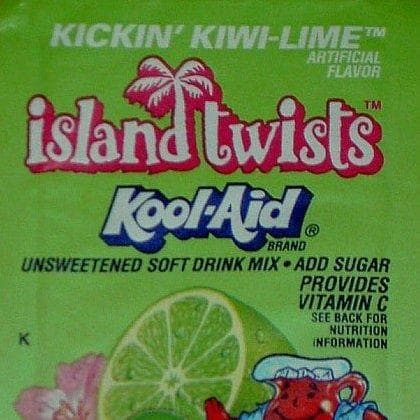 KICKIN' KIWI-LIME™
ARTIFICIAL
FLAVOR
island twists™
Kool-Aid®
BRAND
UNSWEETENED SOFT DRINK MIX • ADD SUGAR
PROVIDES
VITAMIN C
SEE BACK FOR
NUTRITION
INFORMATION
K